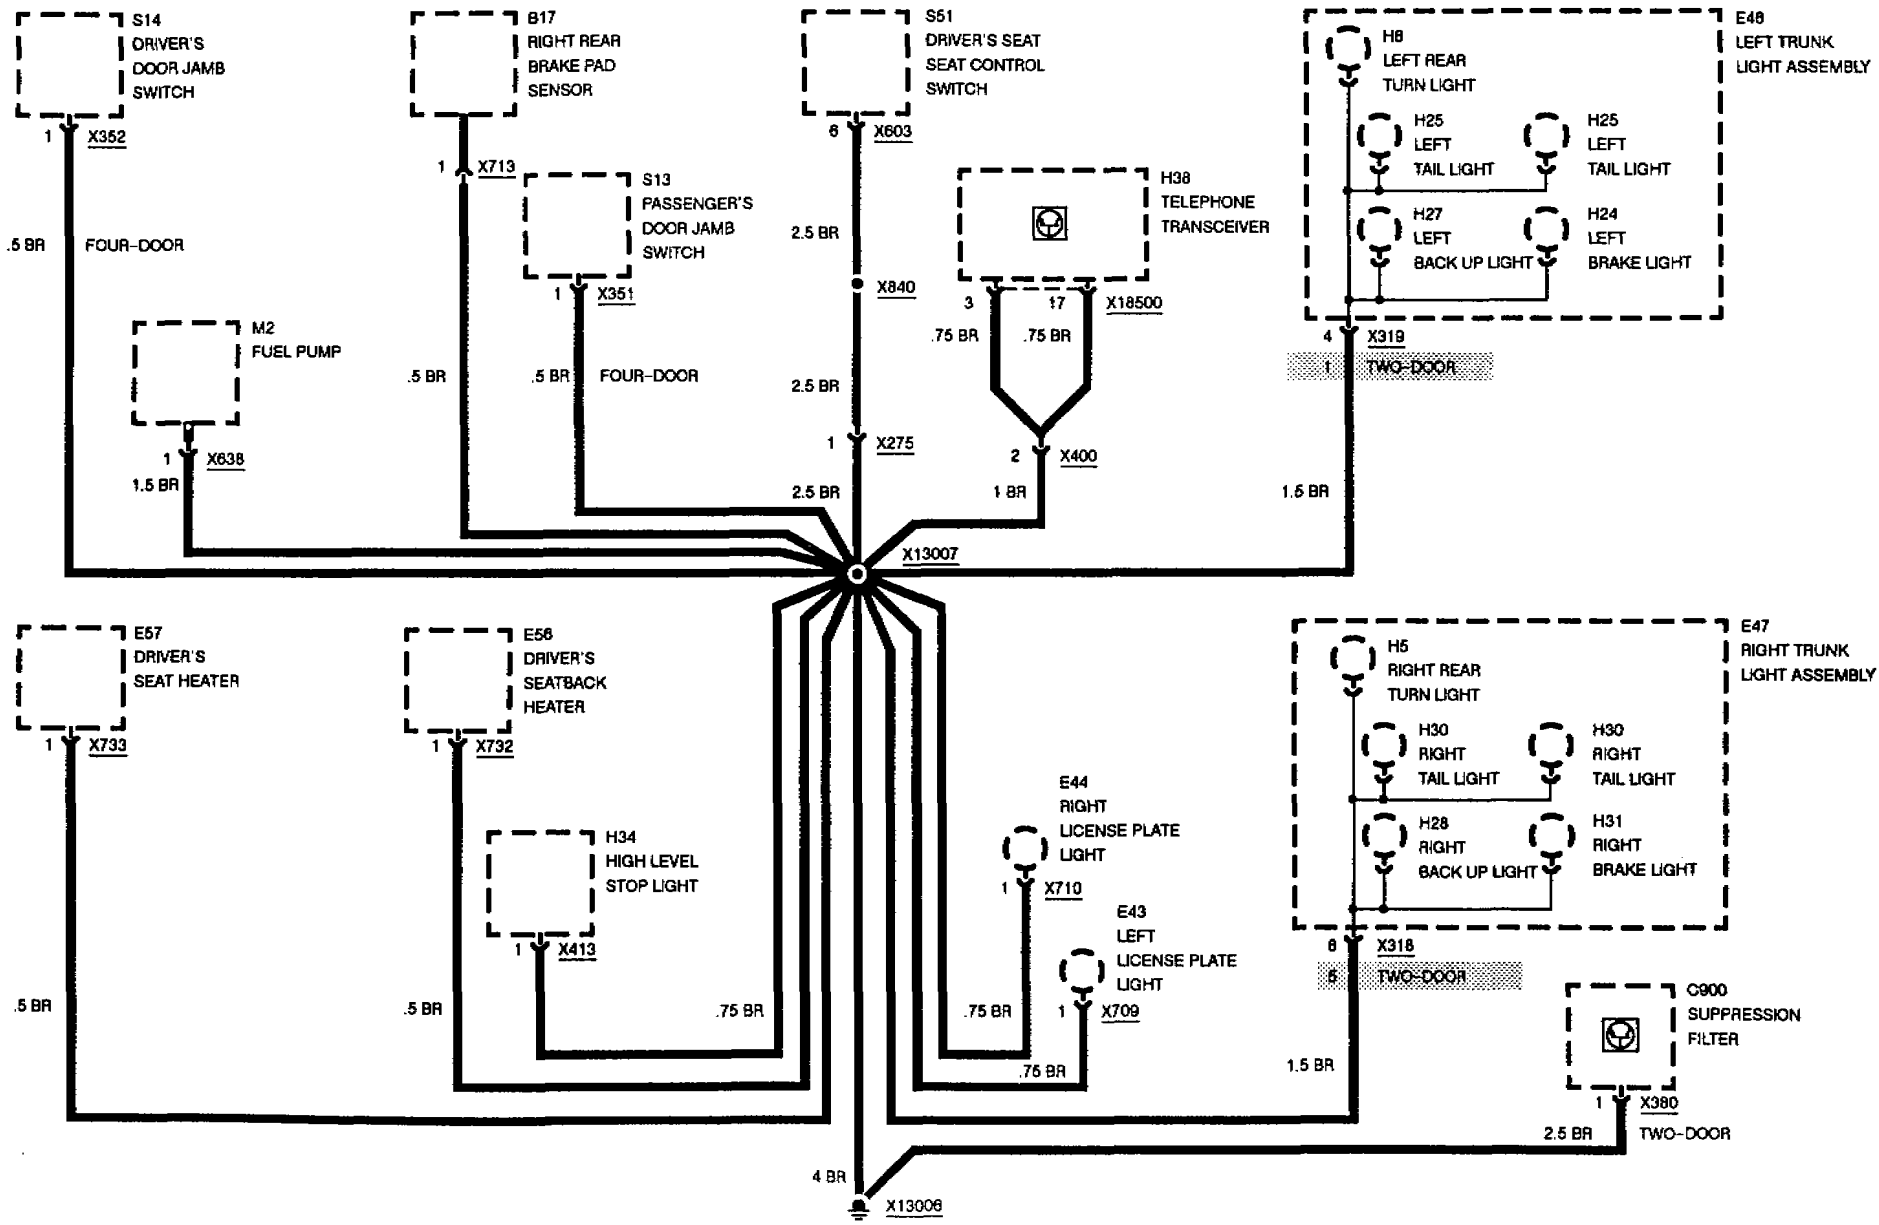 S14
DRIVER'S
DOOR JAMB
SWITCH
1
X352
.5 BR
FOUR-DOOR
B17
RIGHT REAR
BRAKE PAD
SENSOR
1
X713
.5 BR
S13
PASSENGER'S
DOOR JAMB
SWITCH
1
X351
.5 BR
FOUR-DOOR
M2
FUEL PUMP
1
X638
1.5 BR
S51
DRIVER'S SEAT
SEAT CONTROL
SWITCH
6
X603
2.5 BR
X840
2.5 BR
1
X275
2.5 BR
H38
TELEPHONE
TRANSCEIVER
3
17
X18500
.75 BR
.75 BR
2
X400
1 BR
E46
LEFT TRUNK
LIGHT ASSEMBLY
H6
LEFT REAR
TURN LIGHT
H25
LEFT
TAIL LIGHT
H25
LEFT
TAIL LIGHT
H27
LEFT
BACK UP LIGHT
H24
LEFT
BRAKE LIGHT
4
X319
1
TWO-DOOR
1.5 BR
X13007
E57
DRIVER'S
SEAT HEATER
1
X733
.5 BR
E56
DRIVER'S
SEATBACK
HEATER
1
X732
.5 BR
H34
HIGH LEVEL
STOP LIGHT
1
X413
.75 BR
E44
RIGHT
LICENSE PLATE
LIGHT
1
X710
.75 BR
E43
LEFT
LICENSE PLATE
LIGHT
1
X709
.75 BR
E47
RIGHT TRUNK
LIGHT ASSEMBLY
H5
RIGHT REAR
TURN LIGHT
H30
RIGHT
TAIL LIGHT
H30
RIGHT
TAIL LIGHT
H28
RIGHT
BACK UP LIGHT
H31
RIGHT
BRAKE LIGHT
6
X318
TWO-DOOR
1.5 BR
C900
SUPPRESSION
FILTER
1
X380
2.5 BR
TWO-DOOR
4 BR
X13006